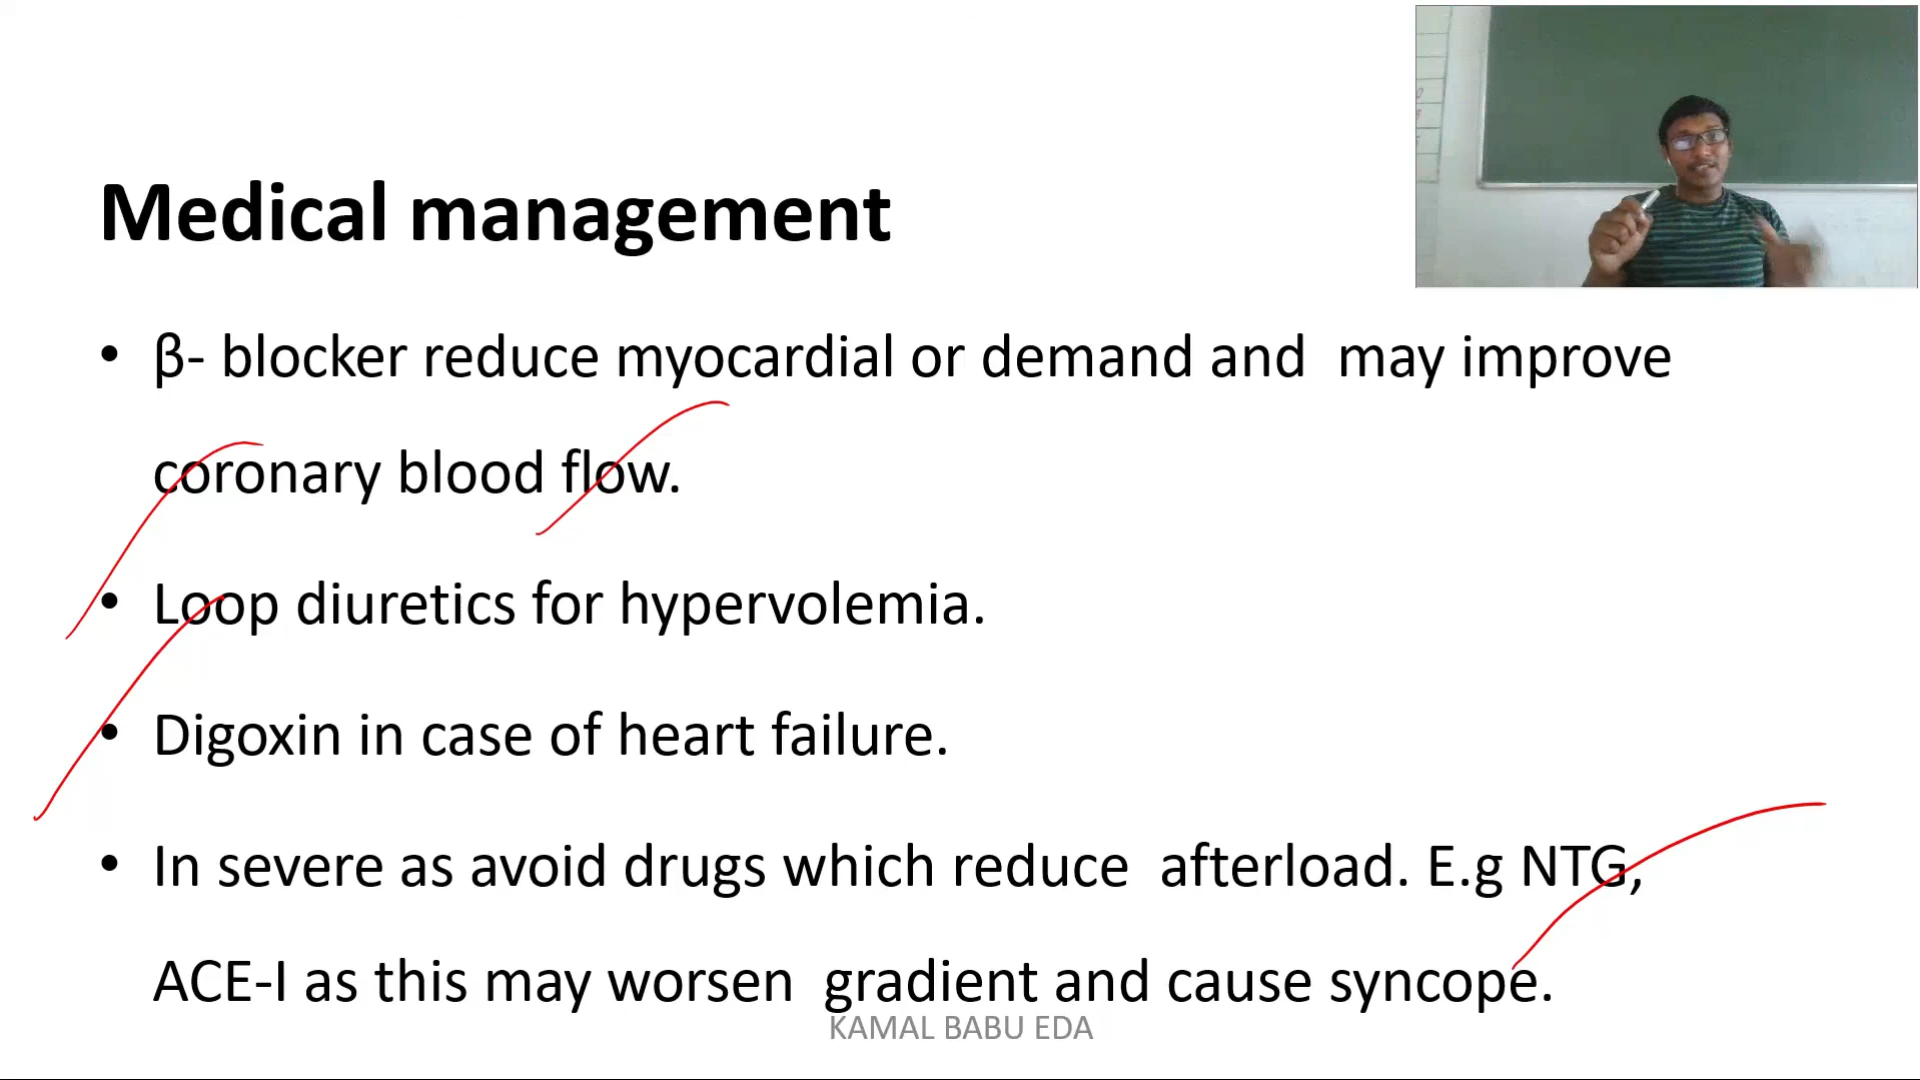 Medical management
• β- blocker reduce myocardial or demand and may improve
coronary blood flow.
• Loop diuretics for hypervolemia.
• Digoxin in case of heart failure.
• In severe as avoid drugs which reduce afterload. E.g NTG,
ACE-I as this may worsen gradient and cause syncope.
KAMAL BABU EDA